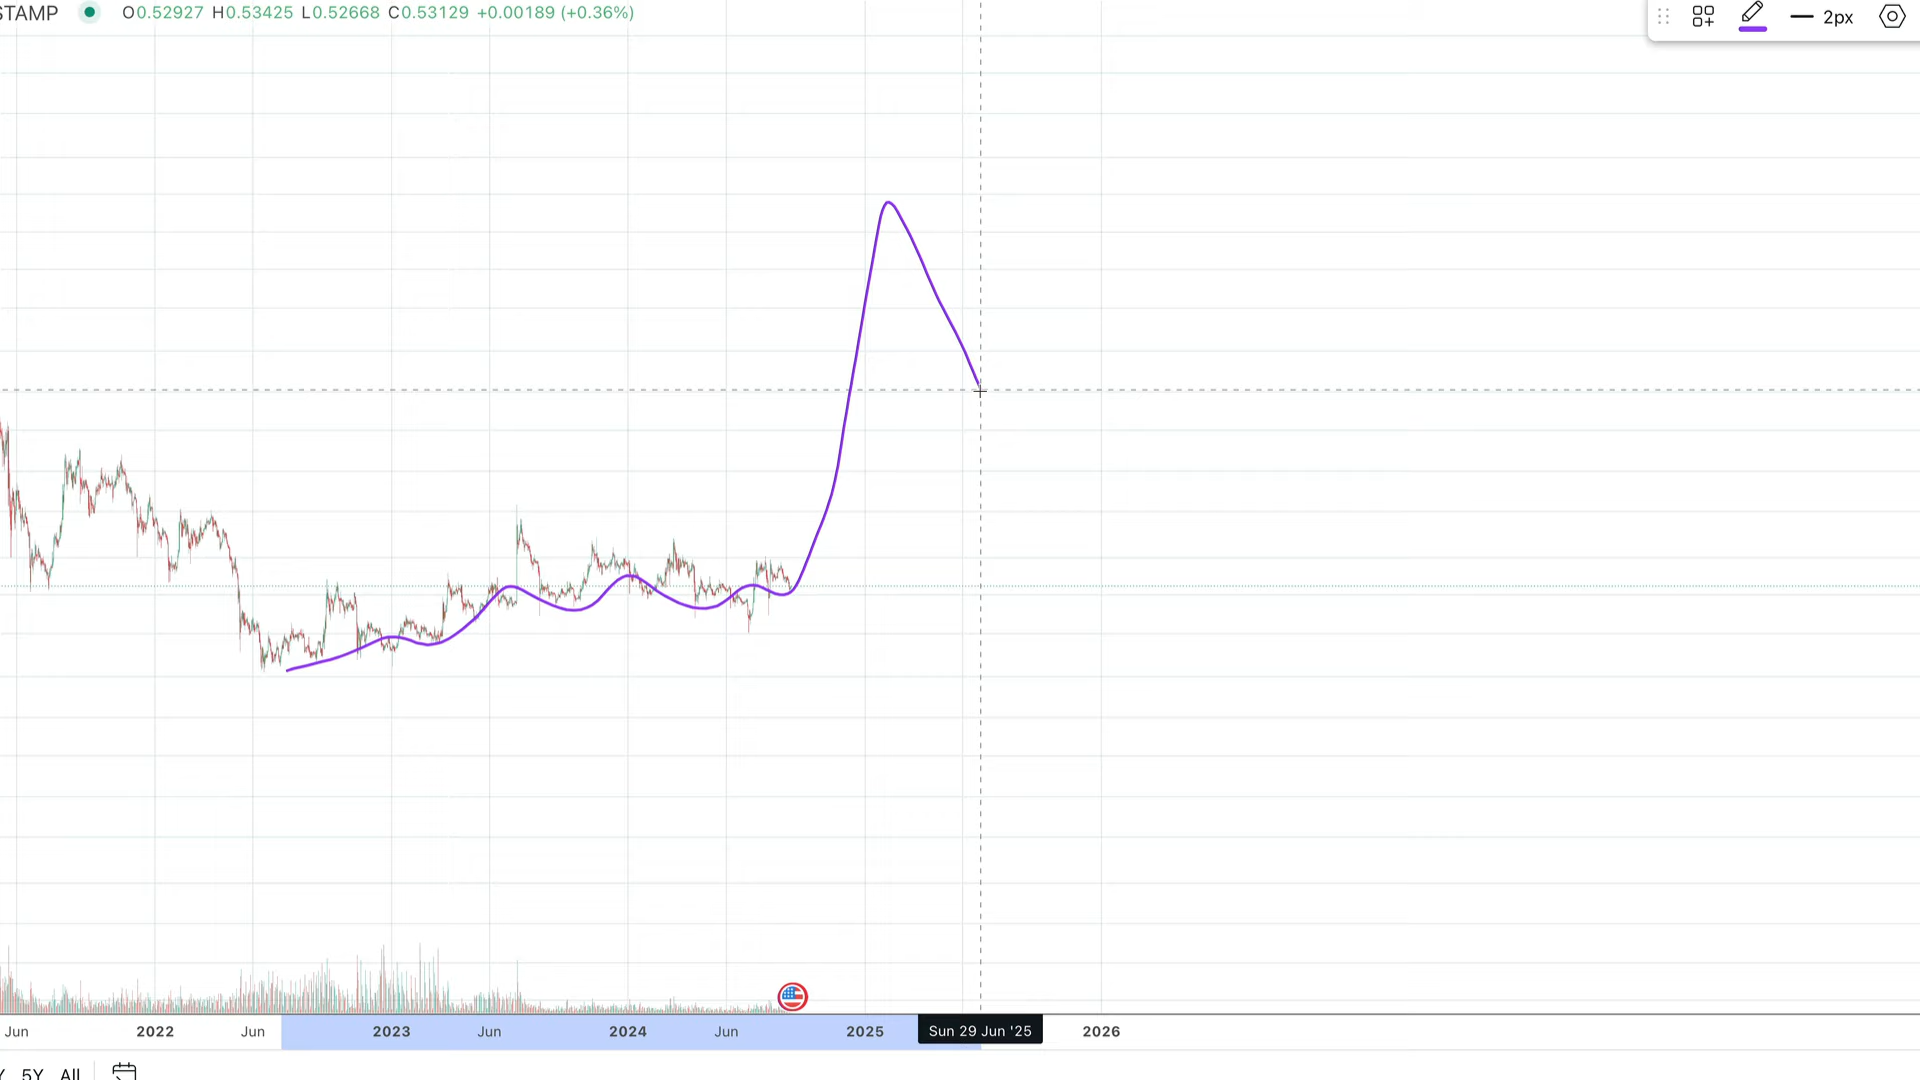 STAMP O0.52927 H0.53425 L0.52668 C0.53129 +0.00189 (+0.36%)
2px
Jun 2022 Jun 2023 Jun 2024 Jun 2025 Sun 29 Jun '25 2026
5Y All